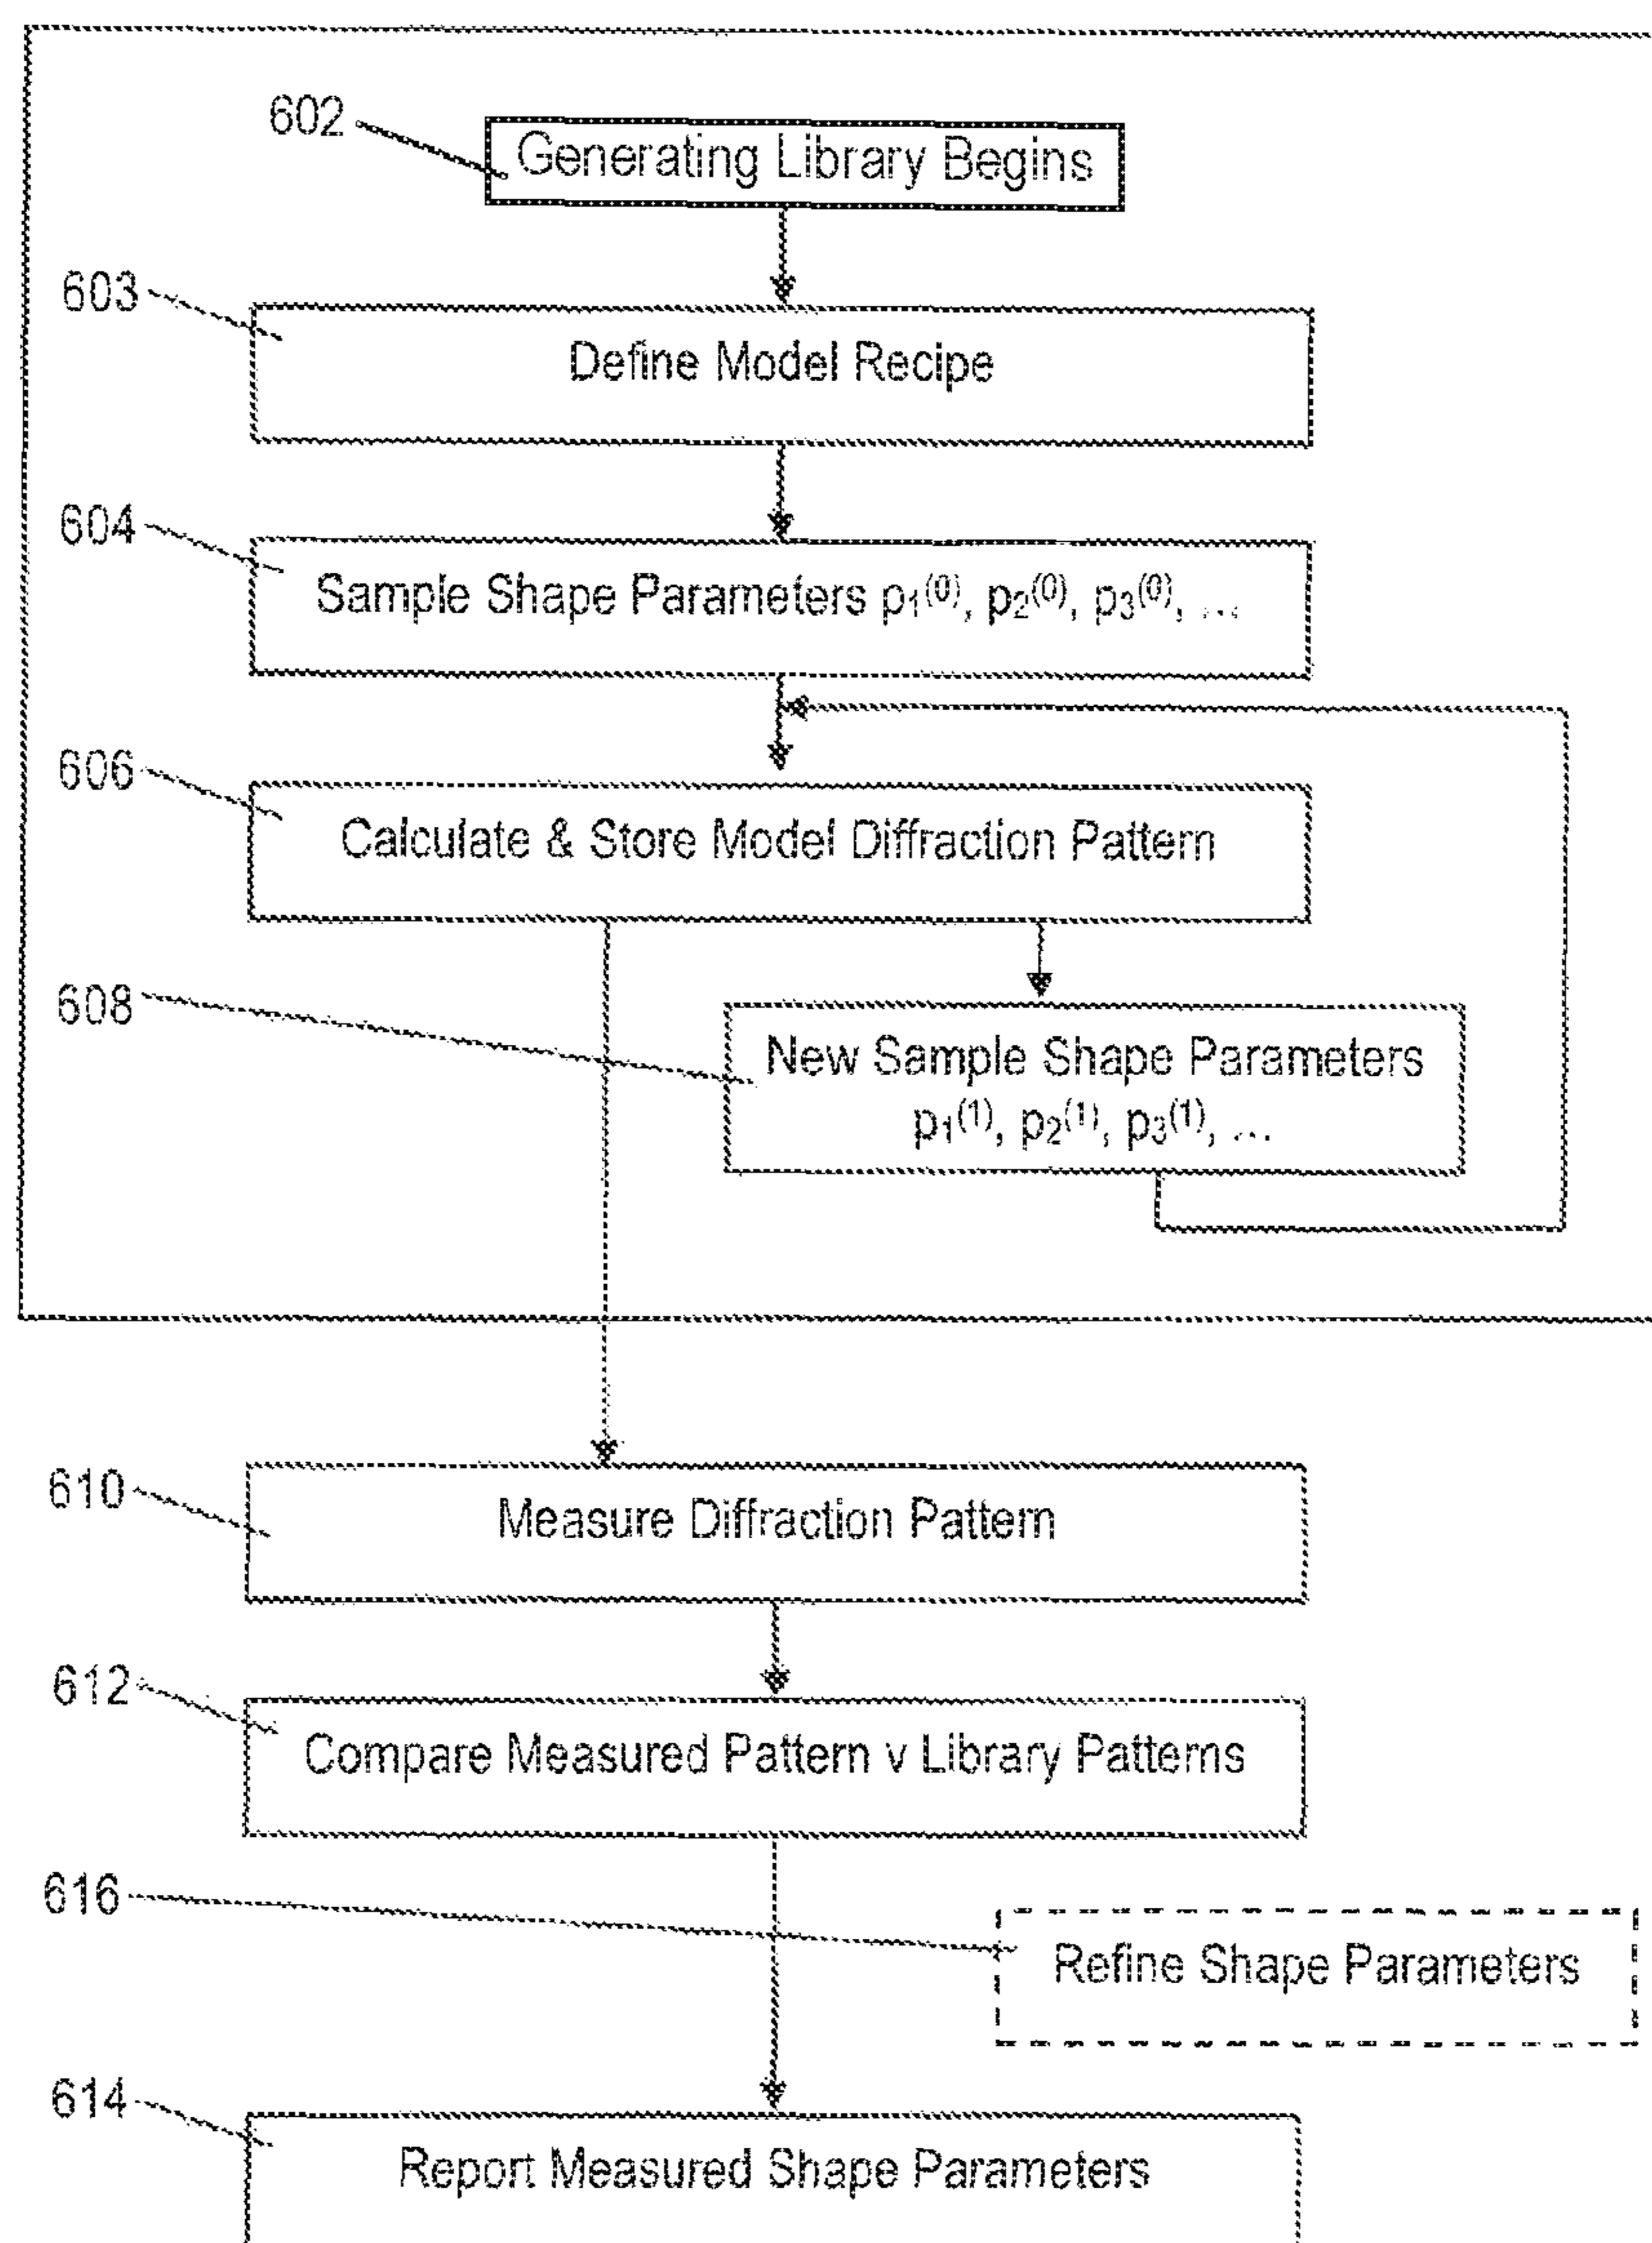 602
Generating Library Begins
603
Define Model Recipe
604
Sample Shape Parameters p₁⁽⁰⁾, p₂⁽⁰⁾, p₃⁽⁰⁾, ...
606
Calculate & Store Model Diffraction Pattern
608
New Sample Shape Parameters
p₁⁽¹⁾, p₂⁽¹⁾, p₃⁽¹⁾, ...
610
Measure Diffraction Pattern
612
Compare Measured Pattern v Library Patterns
616
Refine Shape Parameters
614
Report Measured Shape Parameters